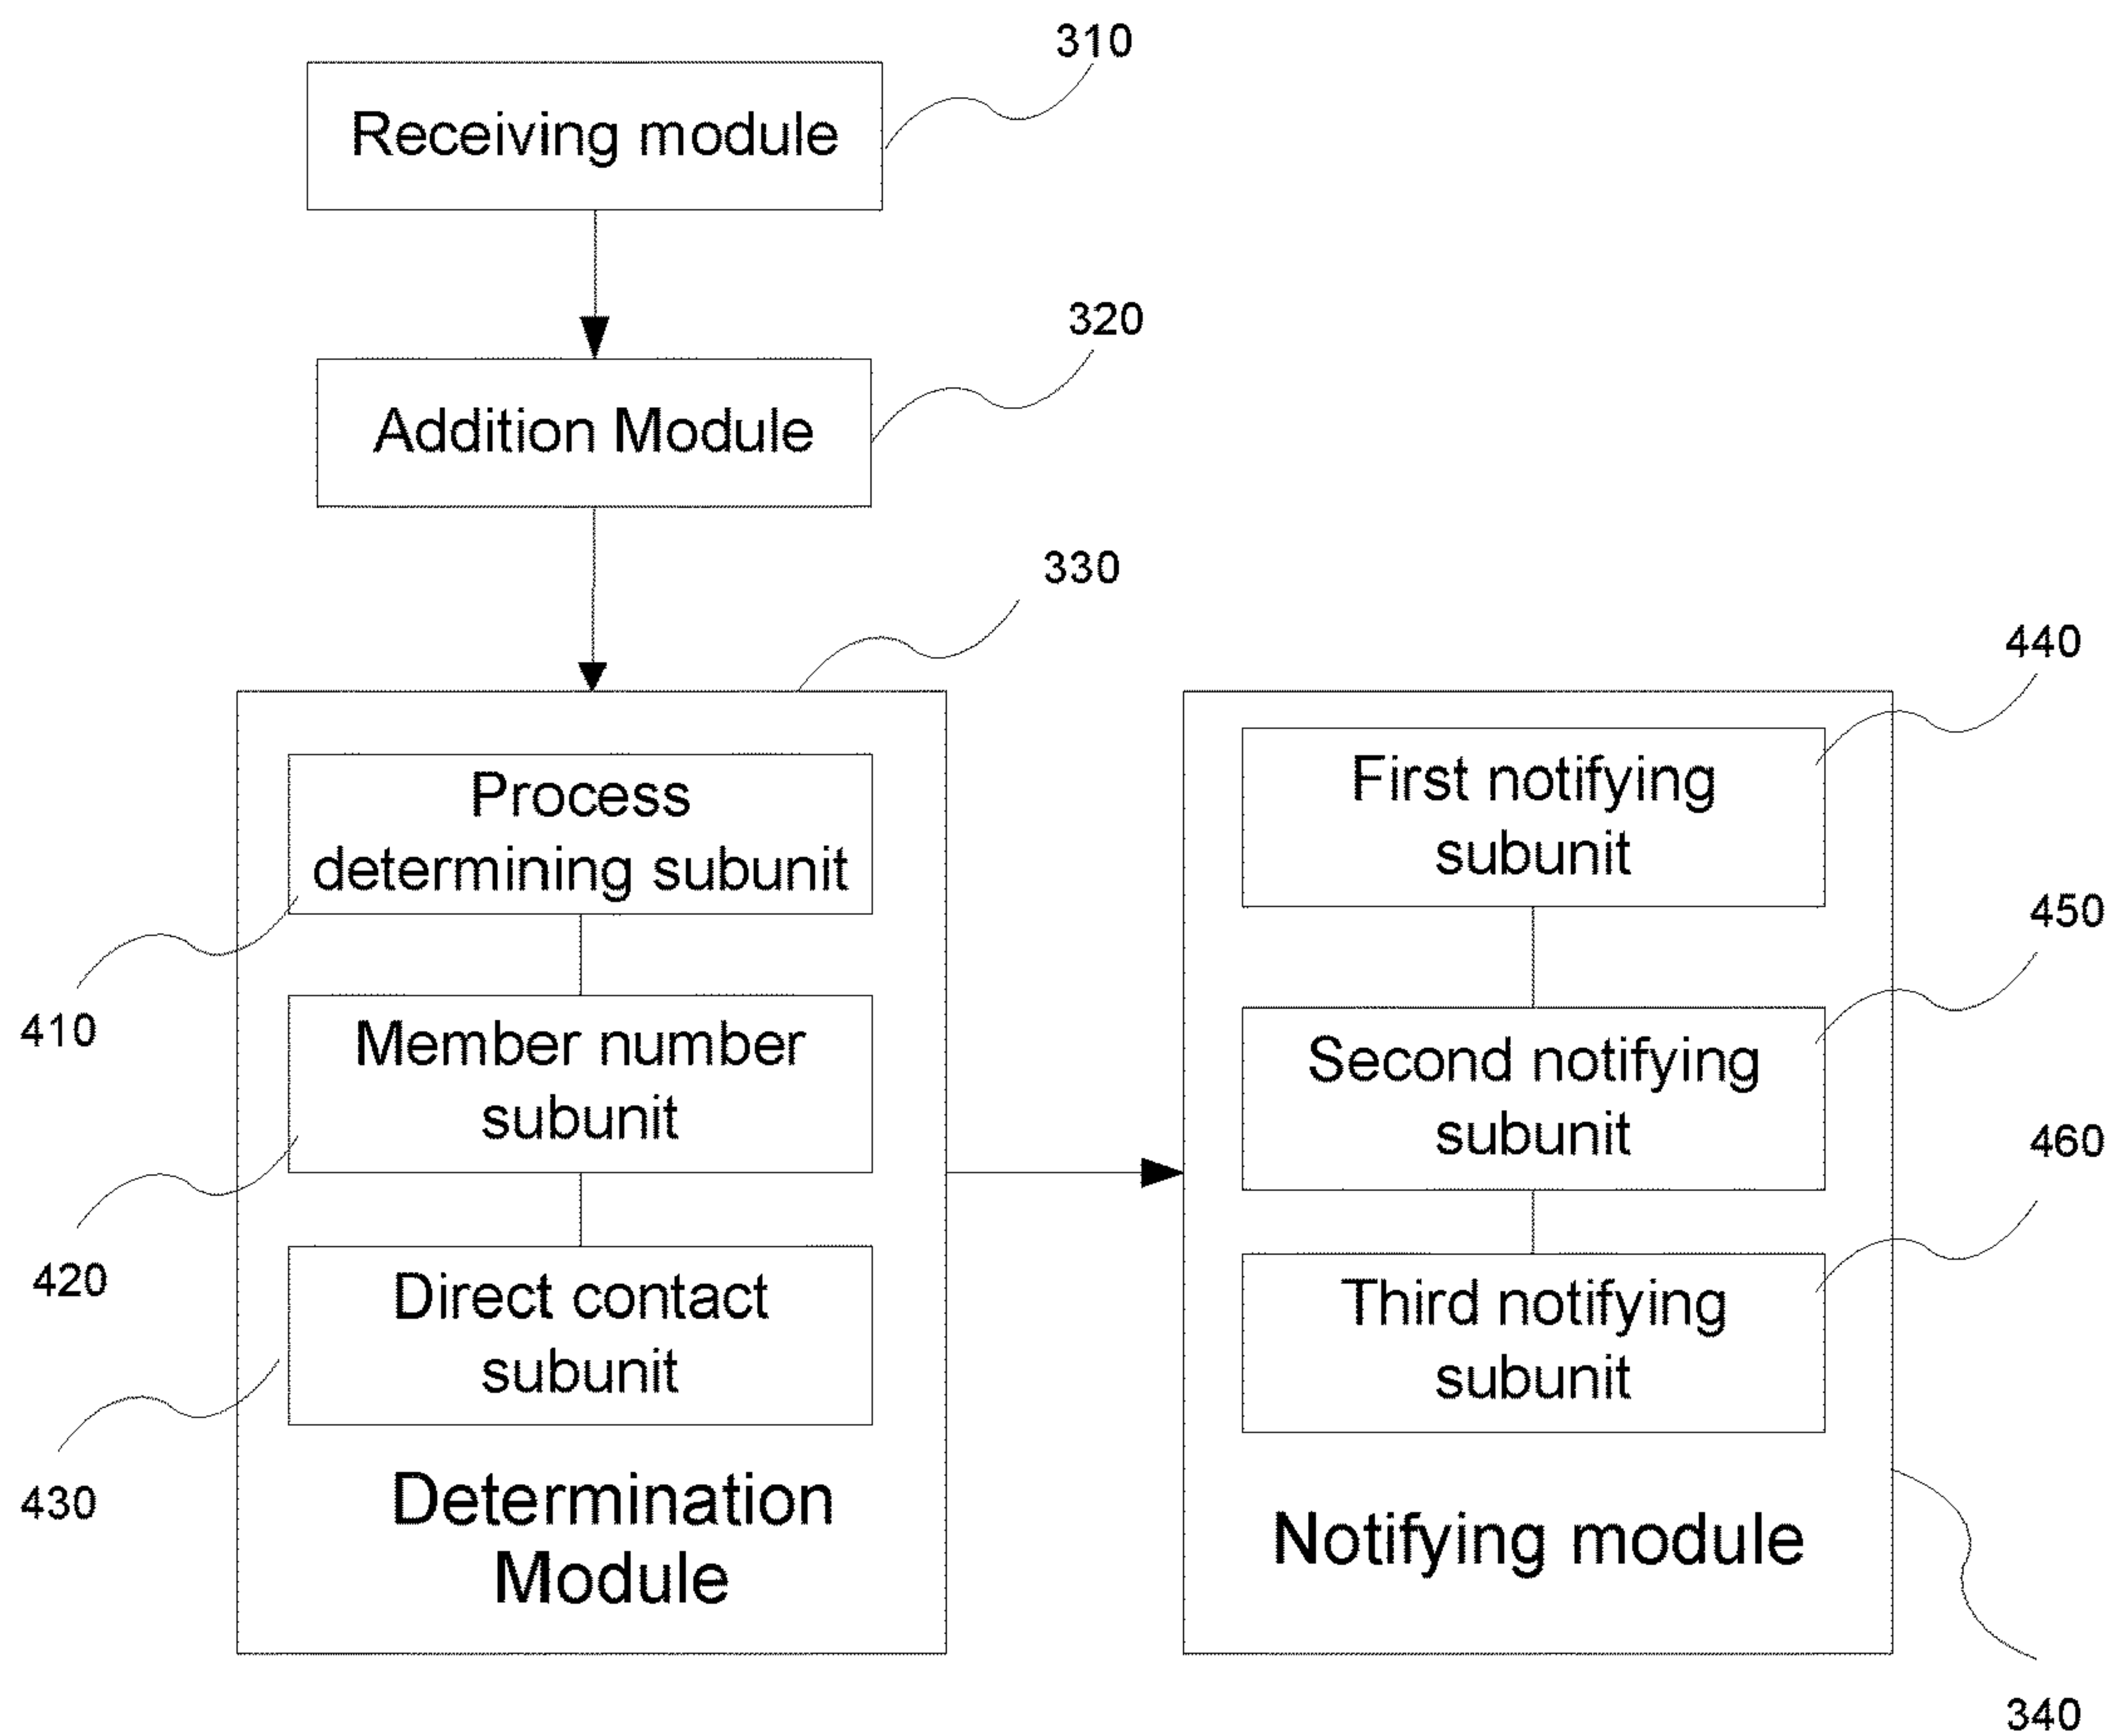 310
Receiving module
320
Addition Module
330
Process
determining subunit
410
Member number
subunit
420
Direct contact
subunit
430
Determination
Module
440
First notifying
subunit
450
Second notifying
subunit
460
Third notifying
subunit
Notifying module
340